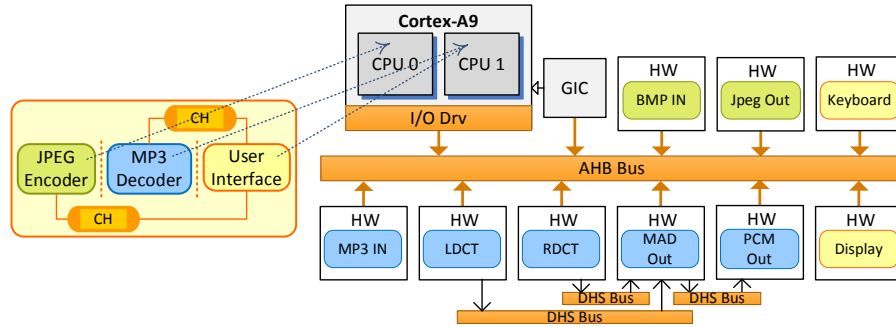 Cortex-A9
CPU 0
CPU 1
I/O Drv
GIC
HW
BMP IN
HW
Jpeg Out
HW
Keyboard
CH
JPEG
Encoder
MP3
Decoder
User
Interface
CH
AHB Bus
HW
MP3 IN
HW
LDCT
HW
RDCT
HW
MAD
Out
HW
PCM
Out
HW
Display
DHS Bus
DHS Bus
DHS Bus